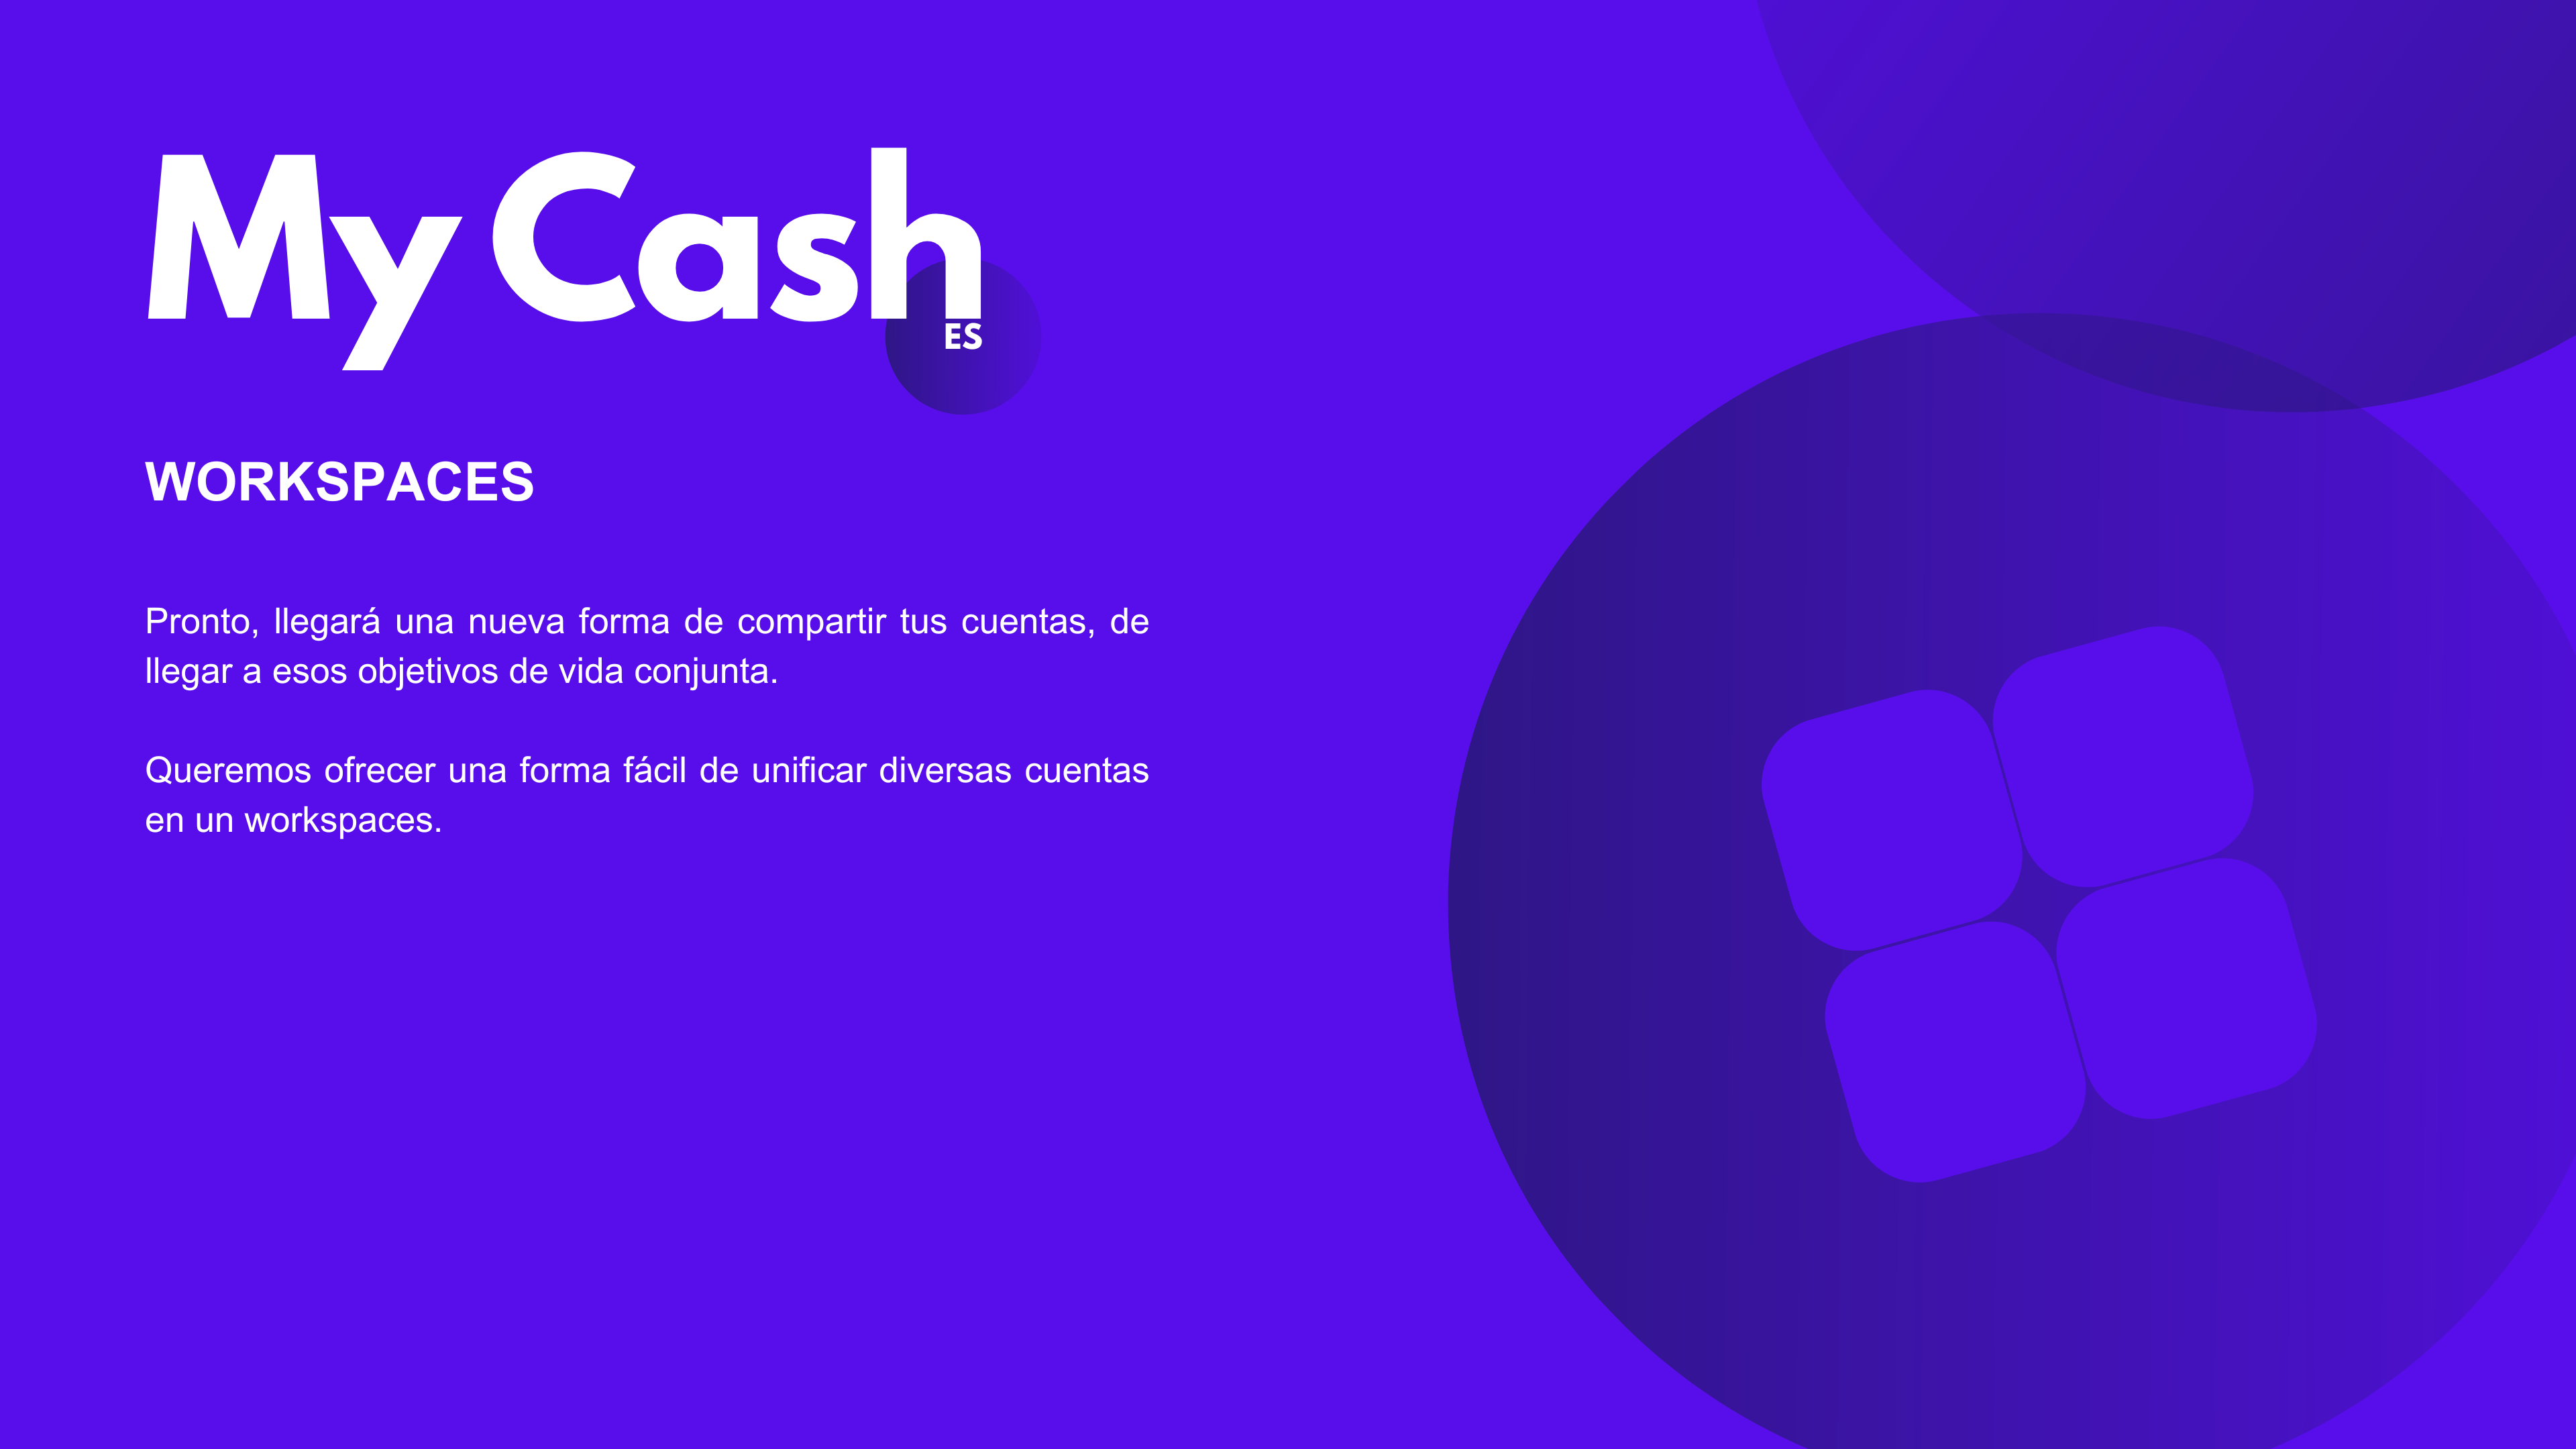 My Cash
ES
WORKSPACES
Pronto, llegará una nueva forma de compartir tus cuentas, de
llegar a esos objetivos de vida conjunta.
Queremos ofrecer una forma fácil de unificar diversas cuentas
en un workspaces.